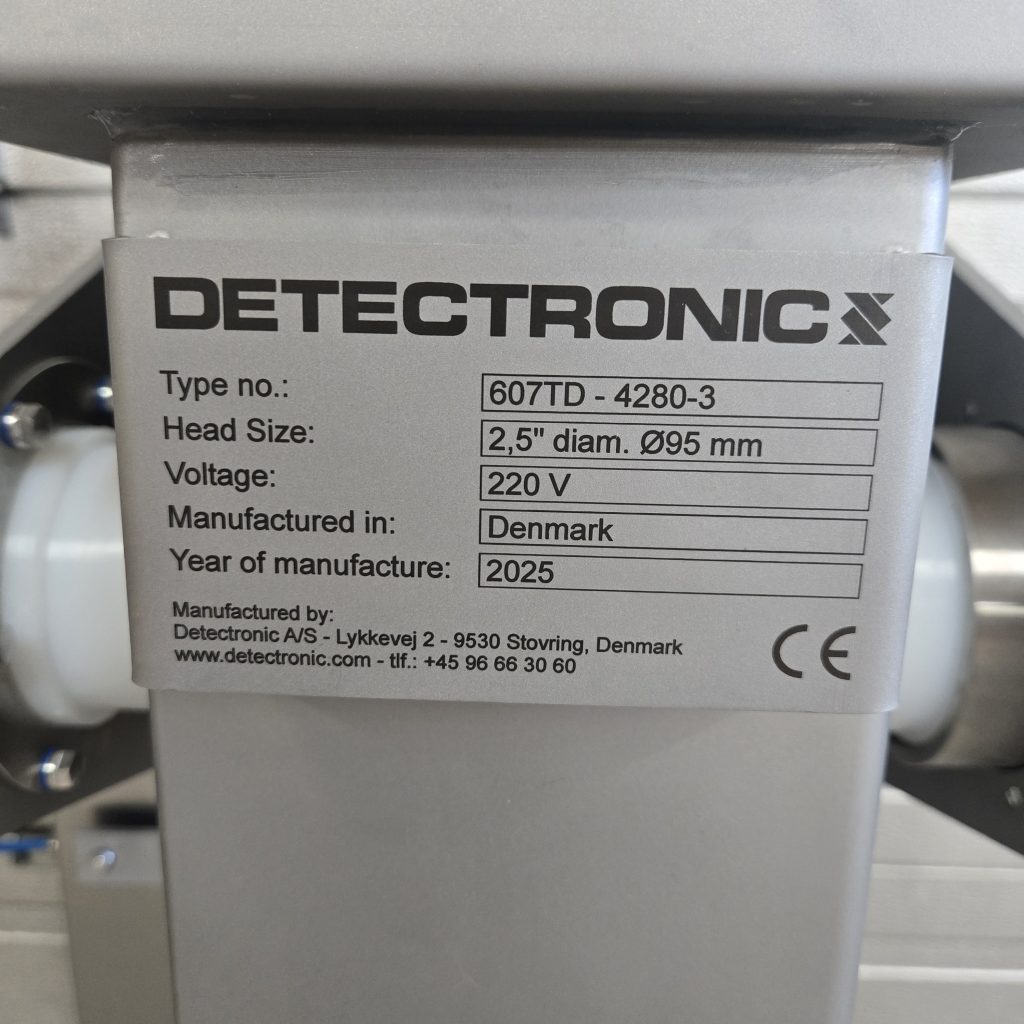 DETECTRONIC
Type no.: 607TD - 4280-3
Head Size: 2,5" diam. Ø95 mm
Voltage: 220 V
Manufactured in: Denmark
Year of manufacture: 2025
Manufactured by:
Detectronic A/S - Lykkevej 2 - 9530 Stovring, Denmark
www.detectronic.com - tlf.: +45 96 66 30 60
CE